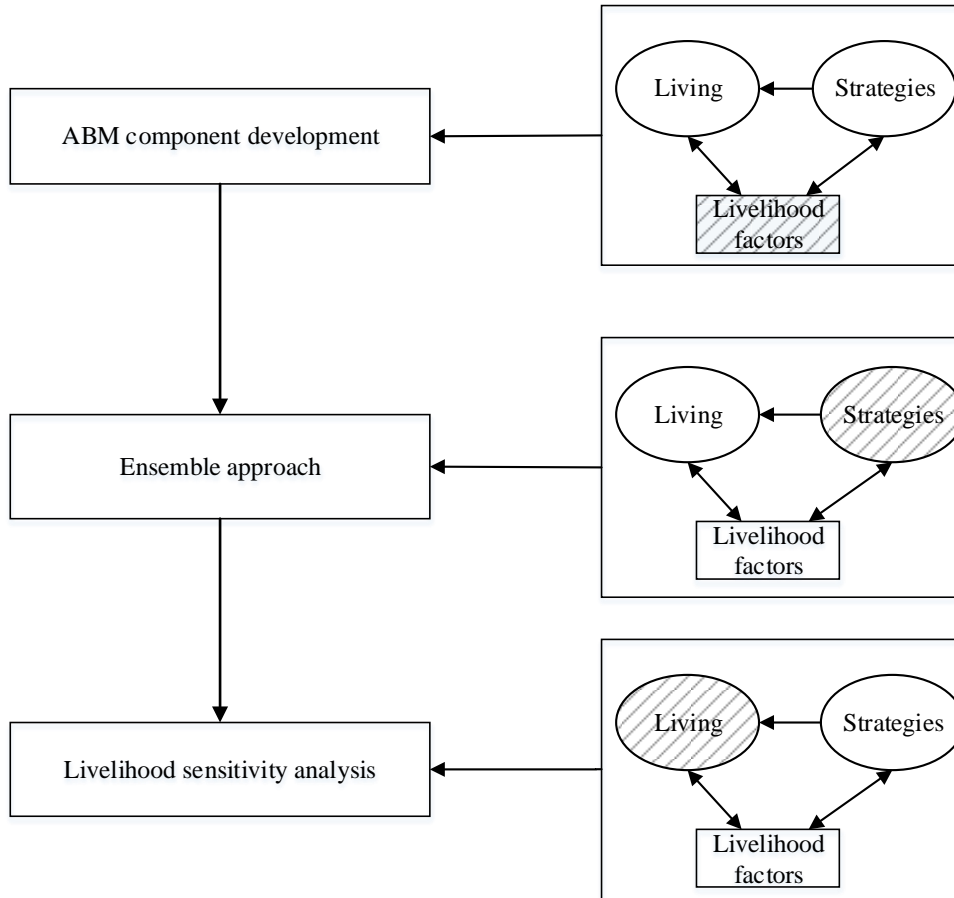 Living
Strategies
ABM component development
Livelihood
factors
Living
Strategies
Ensemble approach
Livelihood
factors
Living
Strategies
Livelihood sensitivity analysis
Livelihood
factors